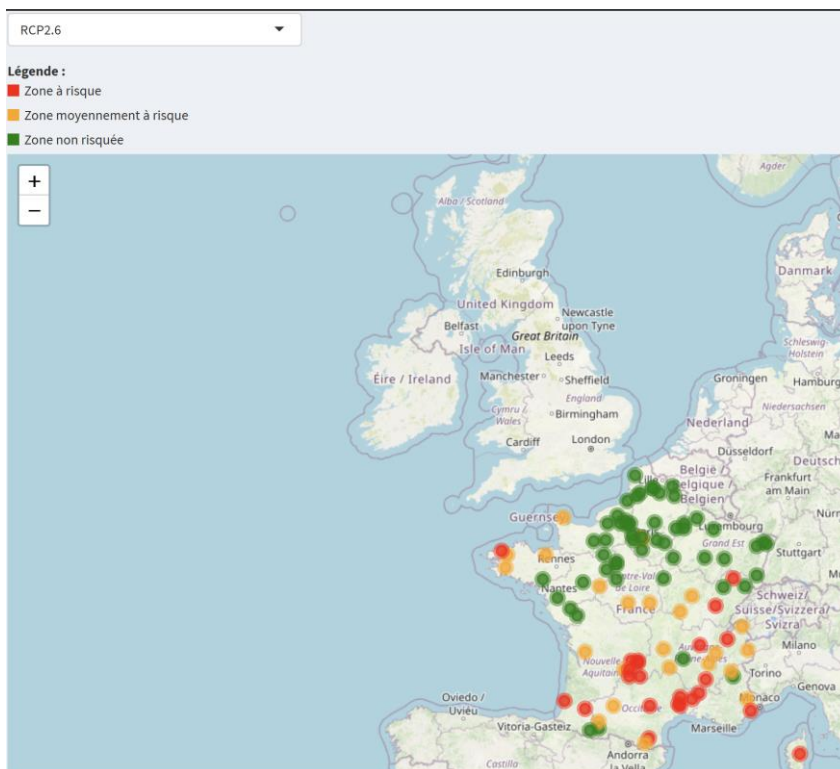 RCP2.6
Légende :
Zone à risque
Zone moyennement à risque
Zone non risquée
+
−
Agder
Alba / Scotland
Edinburgh
Danmark
United Kingdom
Newcastle
upon Tyne
Belfast
Great Britain
Isle of Man
Leeds
Schleswig-
Holstein
Éire / Ireland
Manchester
Sheffield
Groningen
Hamburg
England
Cymru /
Wales
Birmingham
Niedersachsen
Nederland
Cardiff
London
Düsseldorf
Deutsch
België /
Belgique /
Belgien
Frankfurt
am Main
Guernsey
Luxembourg
Nürn
Grand Est
Rennes
Stuttgart
Nantes
de Loire
France
Schweiz/
Suisse/Svizzera/
Svizra
Milano
Nouvelle
Torino
Genova
Oviedo /
Uviéu
Monaco
Vitoria-Gasteiz
Marseille
Andorra
la Vella
Castilla